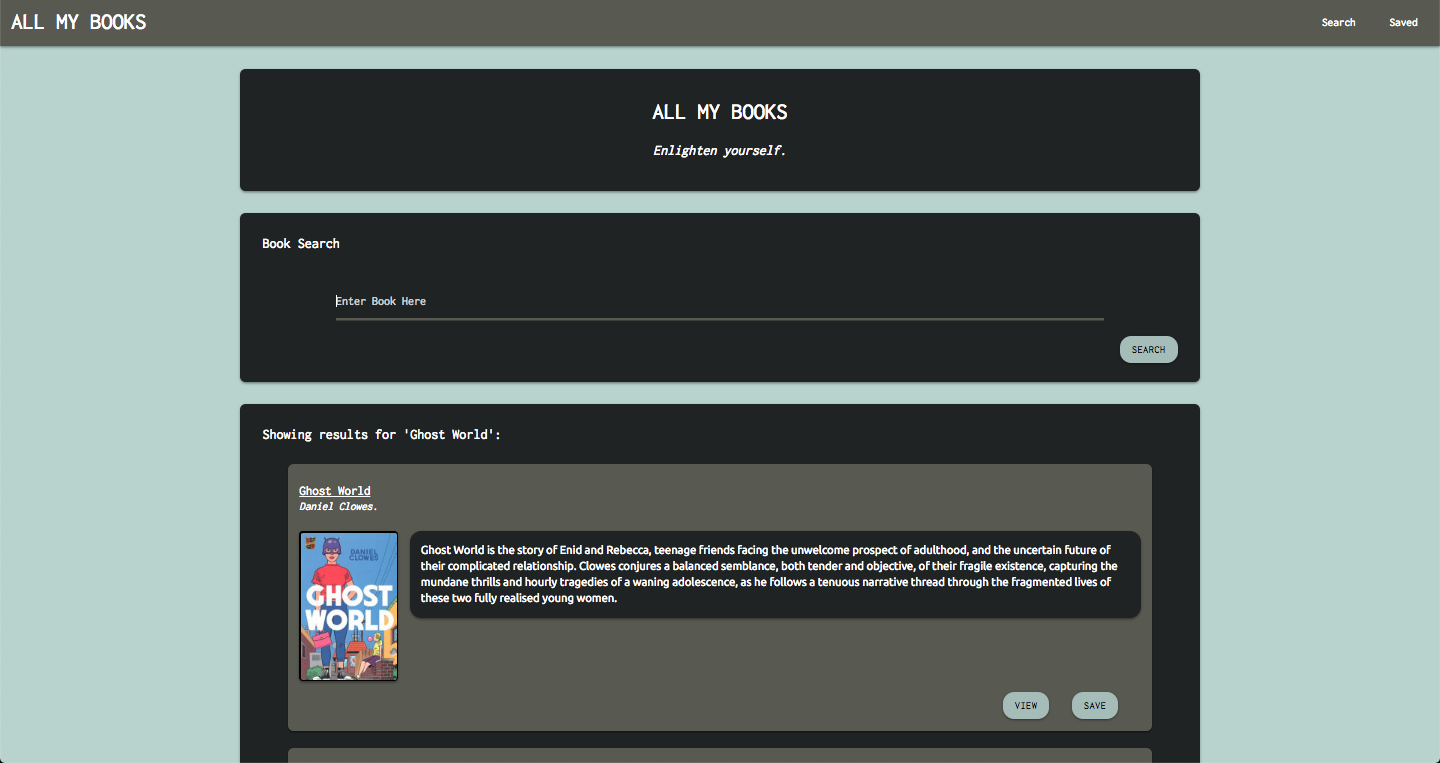 ALL MY BOOKS
Search
Saved
ALL MY BOOKS
Enlighten yourself.
Book Search
Enter Book Here
SEARCH
Showing results for 'Ghost World':
Ghost World
Daniel Clowes.
DANIEL
CLOWES
GHOST
WORLD
Ghost World is the story of Enid and Rebecca, teenage friends facing the unwelcome prospect of adulthood, and the uncertain future of
their complicated relationship. Clowes conjures a balanced semblance, both tender and objective, of their fragile existence, capturing the
mundane thrills and hourly tragedies of a waning adolescence, as he follows a tenuous narrative thread through the fragmented lives of
these two fully realised young women.
VIEW
SAVE